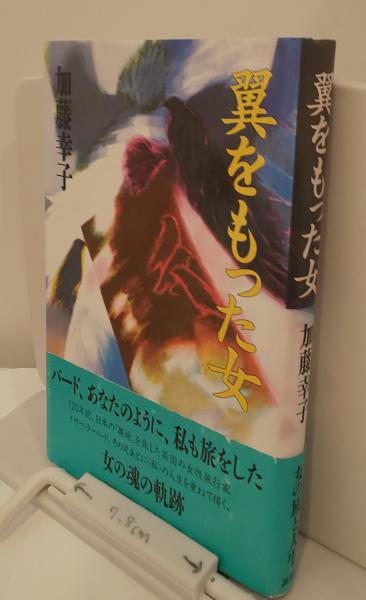 翼をもった女
加藤幸子
バード、あなたのように、私も旅をした
120年前、日本の「奥地」を旅した英国の女性旅行家
イザベラ・バード。その足あとに〈私〉の人生を重ねて描く、
女の魂の軌跡
翼をもった女
加藤幸子
7.8cm